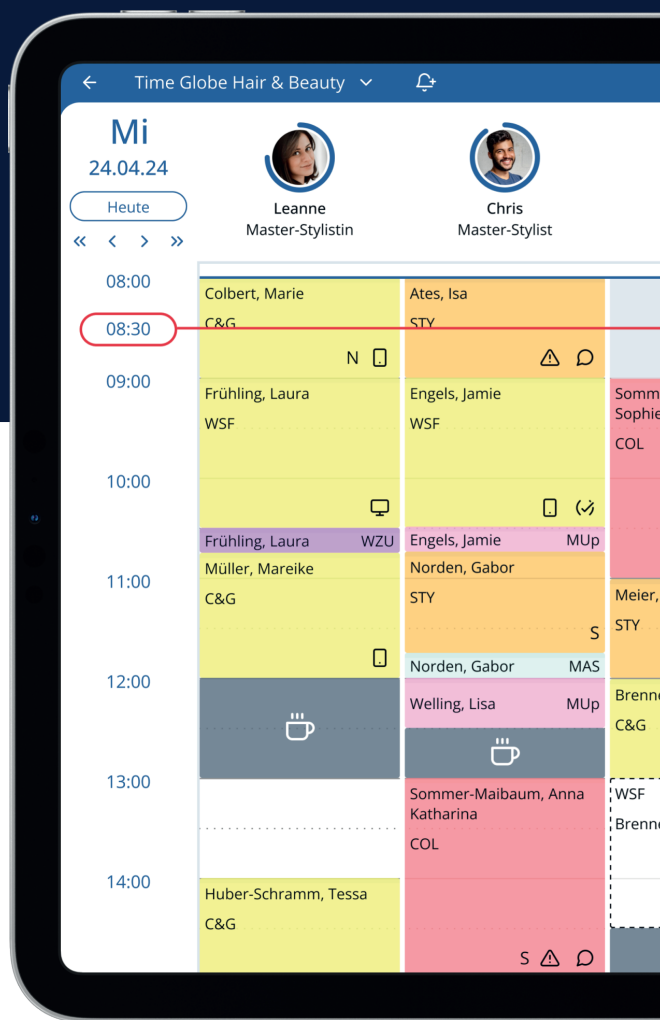 Time Globe Hair & Beauty
Mi
24.04.24
Heute
Leanne
Master-Stylistin
Chris
Master-Stylist
08:00
08:30
09:00
10:00
11:00
12:00
13:00
14:00
Colbert, Marie
C&G
N
Frühling, Laura
WSF
Frühling, Laura WZU
Müller, Mareike
C&G
Huber-Schramm, Tessa
C&G
Ates, Isa
STY
Engels, Jamie
WSF
Engels, Jamie MUp
Norden, Gabor
STY
S
Norden, Gabor MAS
Welling, Lisa MUp
Sommer-Maibaum, Anna
Katharina
COL
S
Somm
Sophie
COL
Meier,
STY
Brenne
C&G
WSF
Brenne